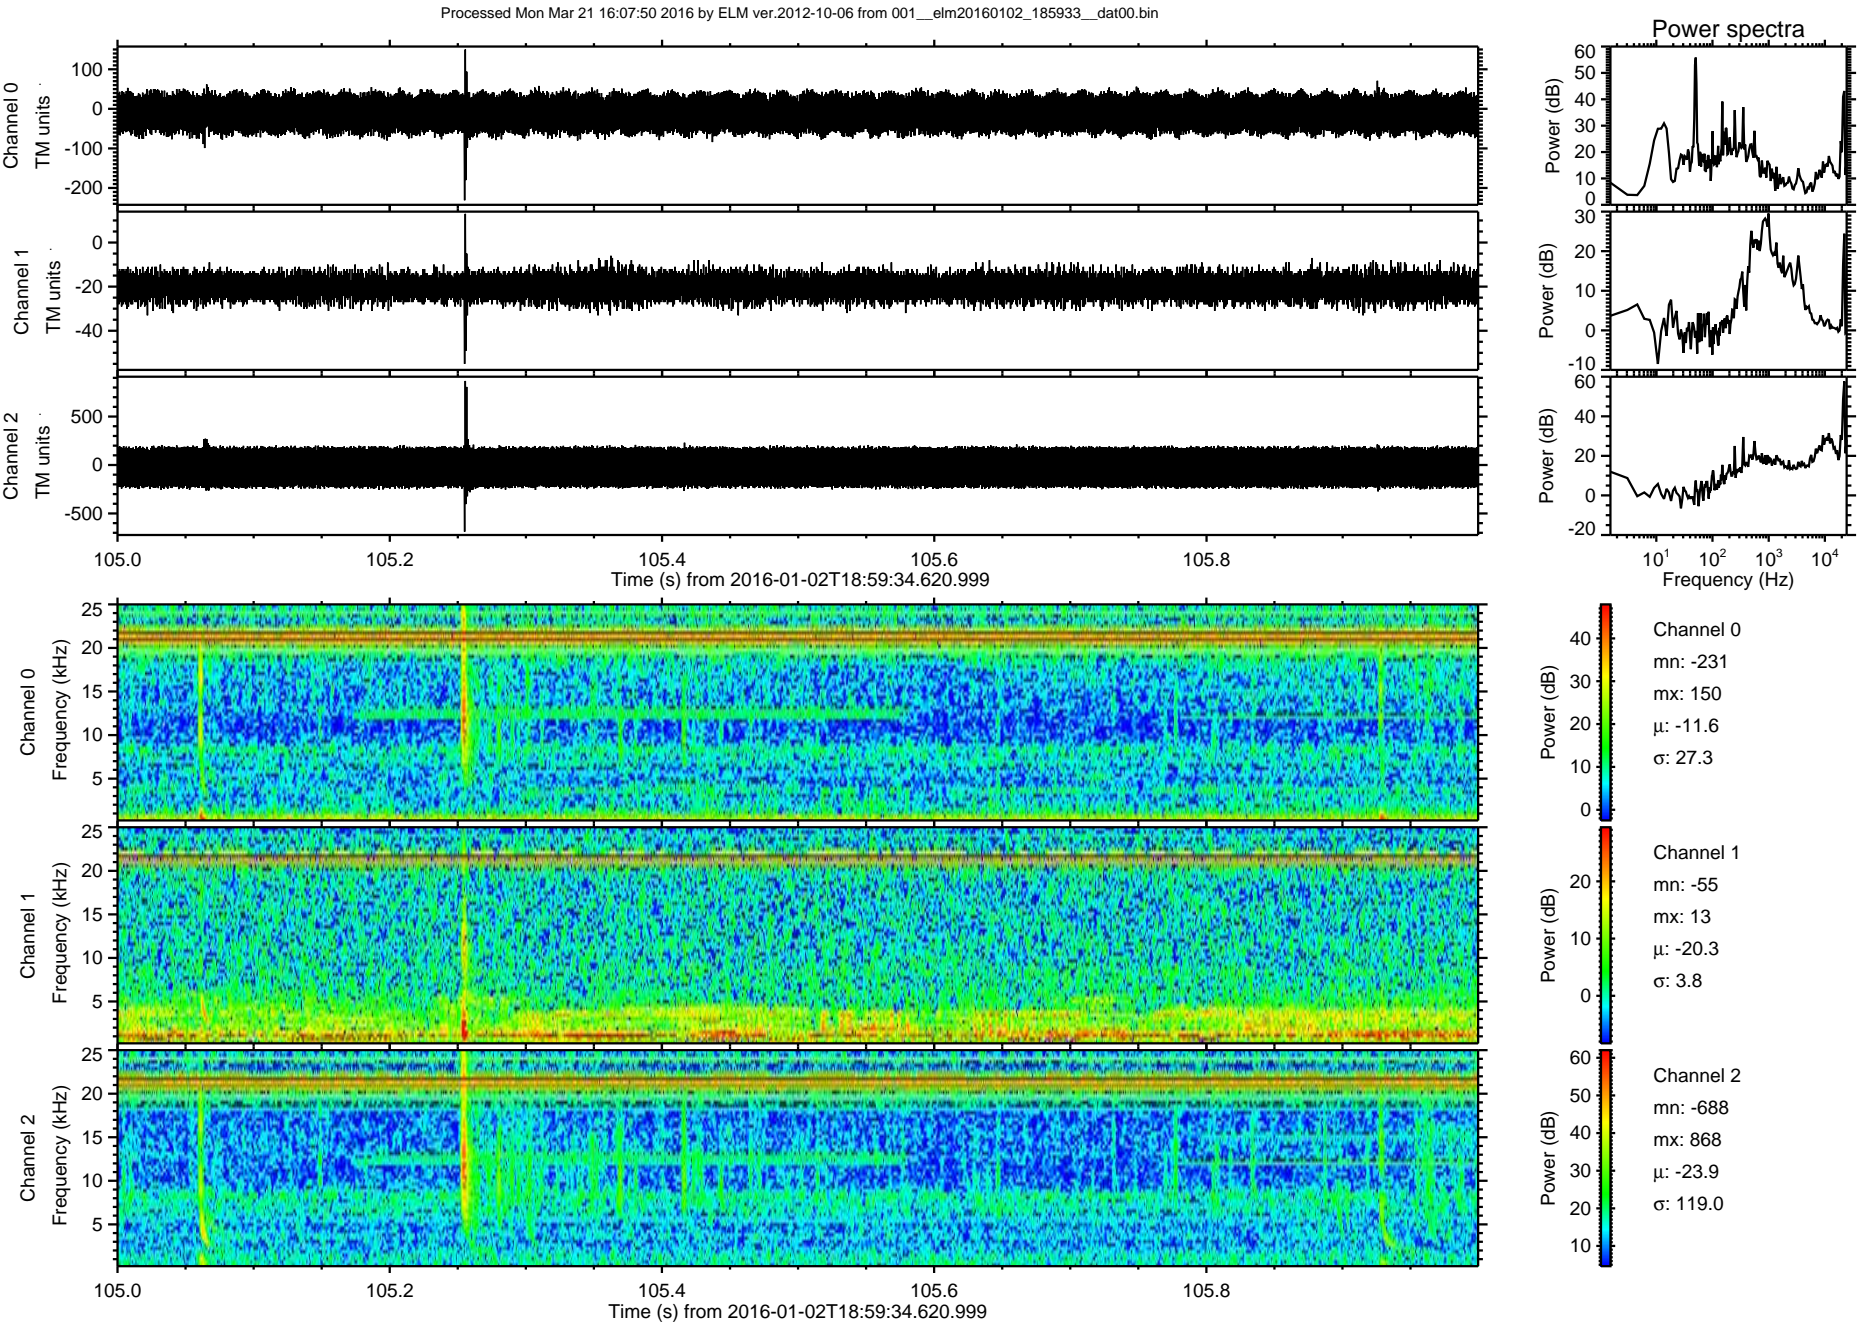 Processed Mon Mar 21 16:07:50 2016 by ELM ver.2012-10-06 from 001__elm20160102_185933__dat00.bin
Power spectra
Channel 0
TM units
100
0
-100
-200
Power (dB)
60
50
40
30
20
10
0
Channel 1
TM units
0
-20
-40
Power (dB)
30
20
10
0
-10
Channel 2
TM units
500
0
-500
Power (dB)
60
40
20
0
-20
105.0
105.2
105.4
105.6
105.8
Time (s) from 2016-01-02T18:59:34.620.999
10^1
10^2
10^3
10^4
Frequency (Hz)
Channel 0
Frequency (kHz)
25
20
15
10
5
Power (dB)
40
30
20
10
0
Channel 0
mn: -231
mx: 150
μ: -11.6
σ: 27.3
Channel 1
Frequency (kHz)
25
20
15
10
5
Power (dB)
20
10
0
Channel 1
mn: -55
mx: 13
μ: -20.3
σ: 3.8
Channel 2
Frequency (kHz)
25
20
15
10
5
Power (dB)
60
50
40
30
20
10
Channel 2
mn: -688
mx: 868
μ: -23.9
σ: 119.0
105.0
105.2
105.4
105.6
105.8
Time (s) from 2016-01-02T18:59:34.620.999